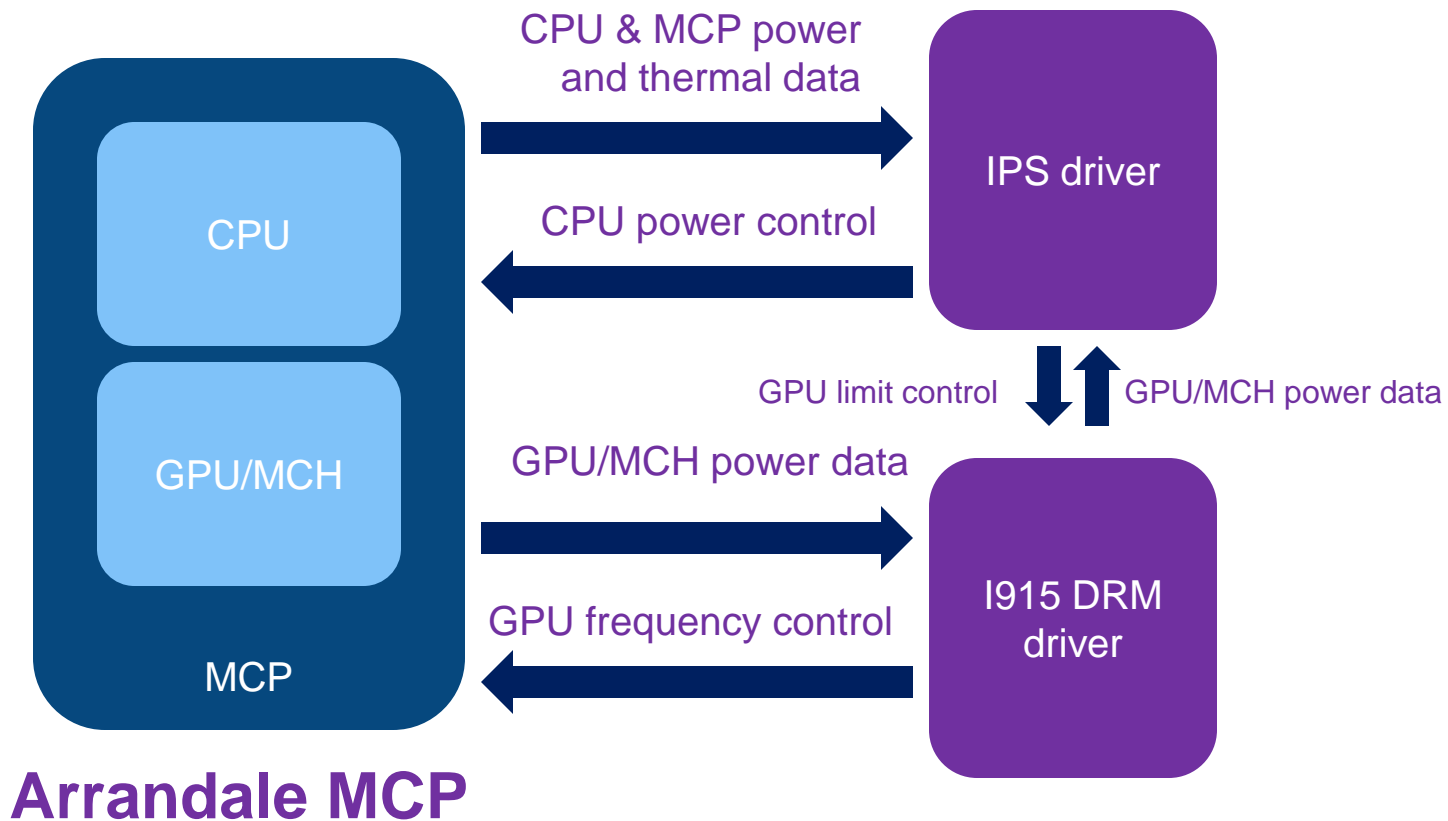 CPU & MCP power
and thermal data
IPS driver
CPU
CPU power control
GPU limit control
GPU/MCH power data
GPU/MCH
GPU/MCH power data
I915 DRM
driver
GPU frequency control
MCP
Arrandale MCP